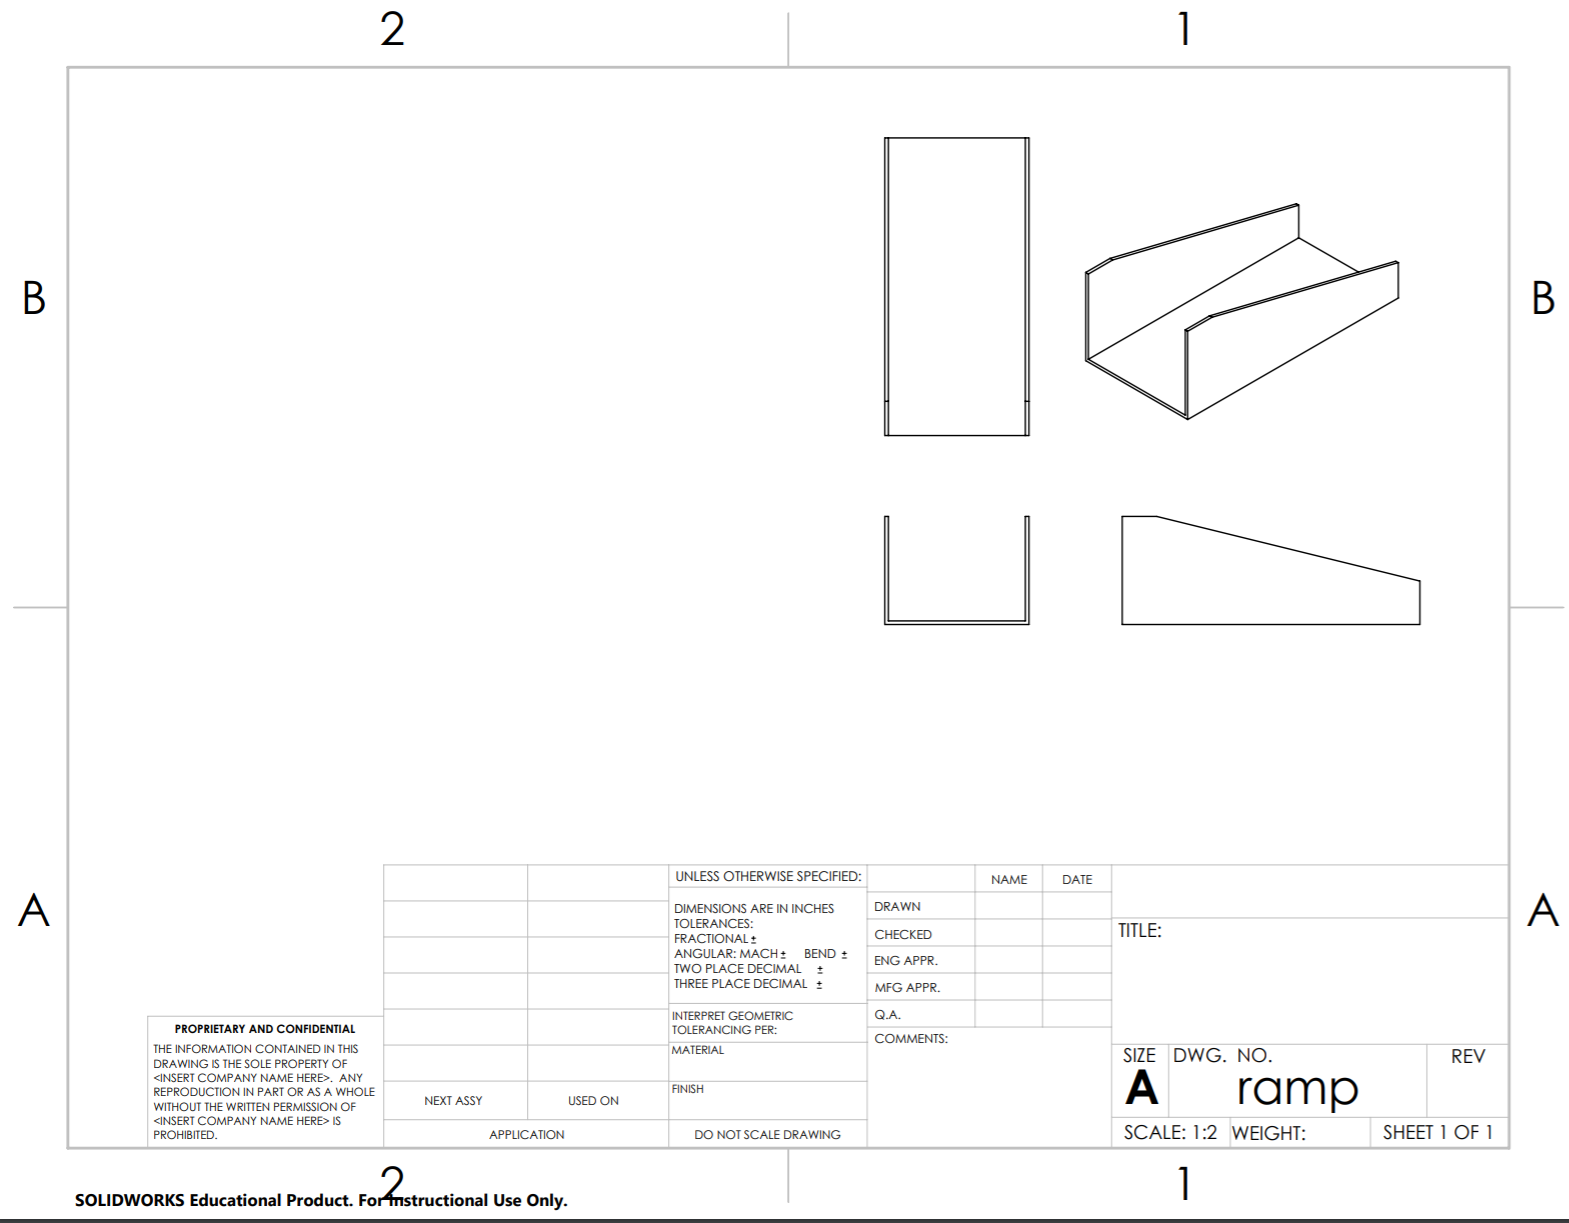 2
1
B
B
A
A
UNLESS OTHERWISE SPECIFIED:
DIMENSIONS ARE IN INCHES
TOLERANCES:
FRACTIONAL ±
ANGULAR: MACH ± BEND ±
TWO PLACE DECIMAL ±
THREE PLACE DECIMAL ±
INTERPRET GEOMETRIC
TOLERANCING PER:
MATERIAL
FINISH
DO NOT SCALE DRAWING
NAME DATE
DRAWN
CHECKED
ENG APPR.
MFG APPR.
Q.A.
COMMENTS:
TITLE:
SIZE DWG. NO. REV
A ramp
SCALE: 1:2 WEIGHT: SHEET 1 OF 1
PROPRIETARY AND CONFIDENTIAL
THE INFORMATION CONTAINED IN THIS
DRAWING IS THE SOLE PROPERTY OF
<INSERT COMPANY NAME HERE>. ANY
REPRODUCTION IN PART OR AS A WHOLE
WITHOUT THE WRITTEN PERMISSION OF
<INSERT COMPANY NAME HERE> IS
PROHIBITED.
NEXT ASSY USED ON
APPLICATION
2
1
SOLIDWORKS Educational Product. For Instructional Use Only.